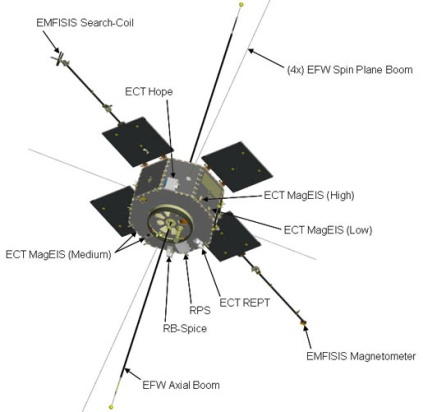 EMFISIS Search-Coil
(4x) EFW Spin Plane Boom
ECT Hope
ECT MagEIS (High)
ECT MagEIS (Low)
ECT MagEIS (Medium)
ECT REPT
RPS
RB-Spice
EMFISIS Magnetometer
EFW Axial Boom